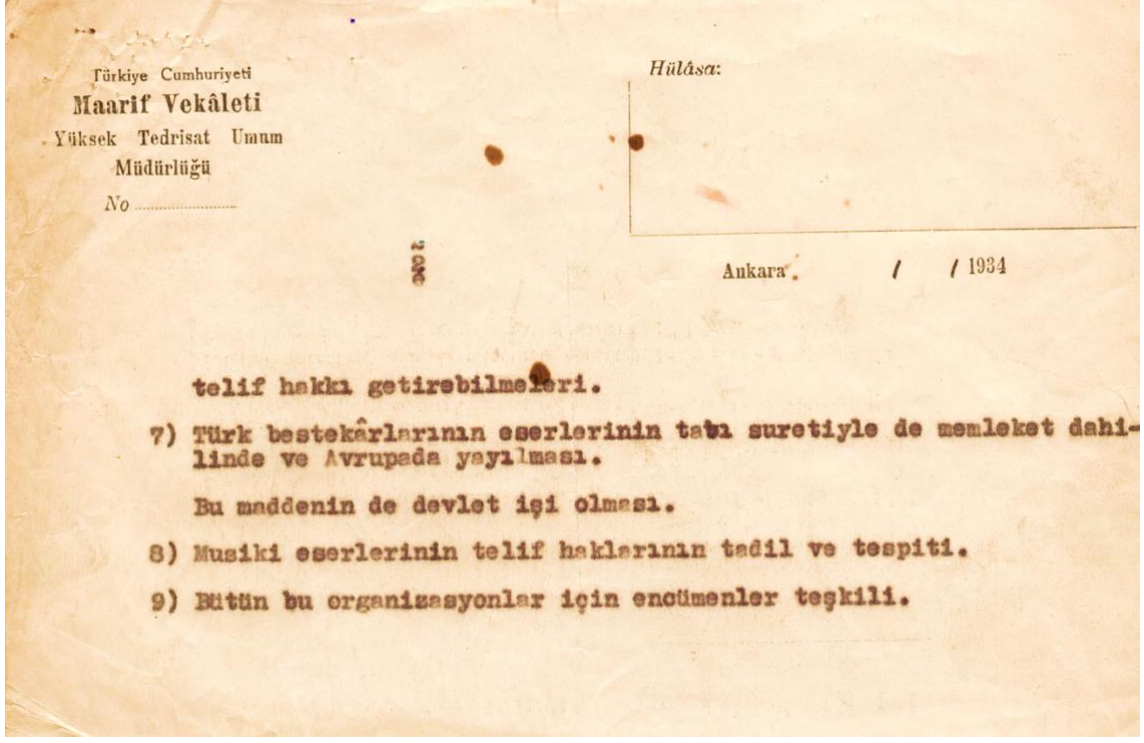 Türkiye Cumhuriyeti
Maarif Vekâleti
Yüksek Tedrisat Umum
Müdürlüğü
No
Hülâsa:
Ankara / / 1934
telif hakkı getirebilmeleri.
7) Türk bestekârlarının eserlerinin tabı suretiyle de memleket dahi-
linde ve Avrupada yayılması.
Bu maddenin de devlet işi olması.
8) Musiki eserlerinin telif haklarının tadil ve tespiti.
9) Bütün bu organizasyonlar için encümenler teşkili.